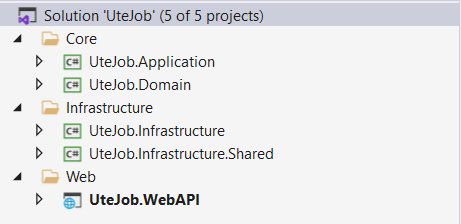 Solution 'UteJob' (5 of 5 projects)
Core
C# UteJob.Application
C# UteJob.Domain
Infrastructure
C# UteJob.Infrastructure
C# UteJob.Infrastructure.Shared
Web
UteJob.WebAPI